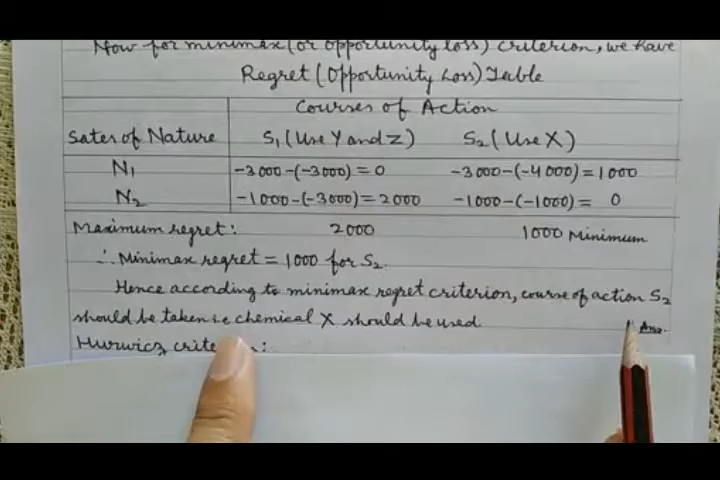 Now for minimax (or opportunity loss) criterion, we have
Regret (Opportunity Loss) Table
Courses of Action
Sates of Nature S1 (Use Y and Z) S2 (Use X)
N1 -3000-(-3000) = 0 -3000-(-4000) = 1000
N2 -1000-(-3000) = 2000 -1000-(-1000) = 0
Maximum regret: 2000 1000 Minimum
∴ Minimax regret = 1000 for S2.
Hence according to minimax regret criterion, course of action S2
should be taken i.e chemical X should be used. Ans.
Hurwicz